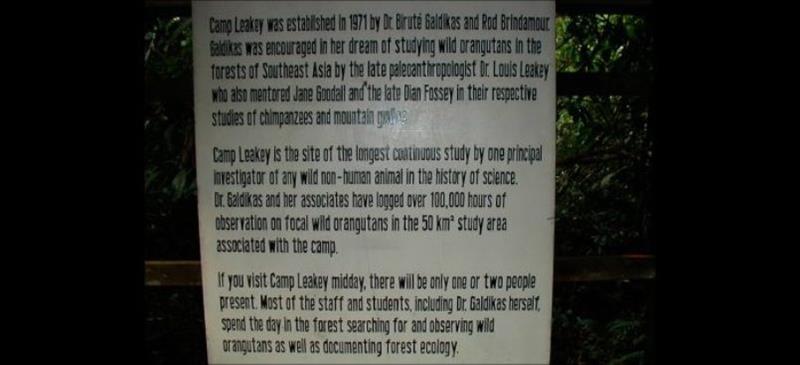 Camp Leakey was established in 1971 by Dr. Biruté Galdikas and Rod Brindamour.
Galdikas was encouraged in her dream of studying wild orangutans in the
forests of Southeast Asia by the late paleoanthropologist Dr. Louis Leakey
who also mentored Jane Goodall and the late Dian Fossey in their respective
studies of chimpanzees and mountain gorillas.
Camp Leakey is the site of the longest continuous study by one principal
investigator of any wild non-human animal in the history of science.
Dr. Galdikas and her associates have logged over 100,000 hours of
observation on focal wild orangutans in the 50 km² study area
associated with the camp.
If you visit Camp Leakey midday, there will be only one or two people
present. Most of the staff and students, including Dr. Galdikas herself,
spend the day in the forest searching for and observing wild
orangutans as well as documenting forest ecology.